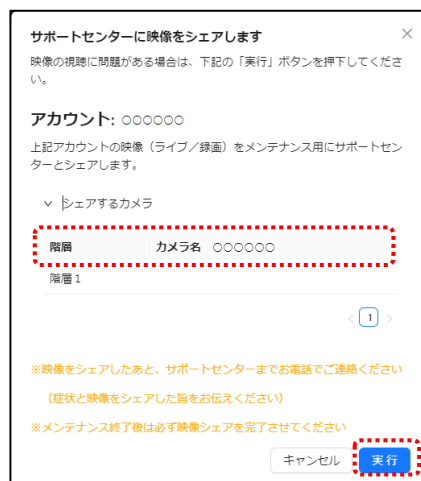 サポートセンターに映像をシェアします
映像の視聴に問題がある場合は、下記の「実行」ボタンを押下してくださ
い。
アカウント: ○○○○○○
上記アカウントの映像（ライブ／録画）をメンテナンス用にサポートセン
ターとシェアします。
シェアするカメラ
階層 カメラ名 ○○○○○○
階層1
< 1 >
※映像をシェアしたあと、サポートセンターまでお電話でご連絡ください
（症状と映像をシェアした旨をお伝えください）
※メンテナンス終了後は必ず映像シェアを完了させてください
キャンセル 実行